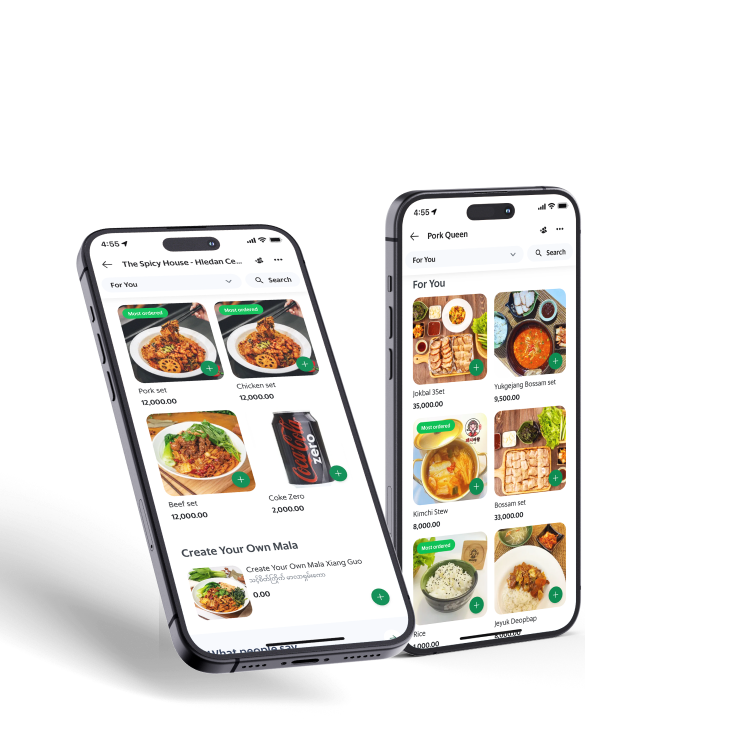 4:55
The Spicy House - Hledan Ce...
For You
Search
Most ordered
Most ordered
Pork set
12,000.00
Chicken set
12,000.00
Coca-Cola
zero
Beef set
12,000.00
Coke Zero
2,000.00
Create Your Own Mala
Create Your Own Mala Xiang Guo
0.00
What people say
4:55
Pork Queen
For You
Search
For You
Jokbal 3Set
35,000.00
Yukgejang Bossam set
9,500.00
Most ordered
Kimchi Stew
8,000.00
Bossam set
33,000.00
Most ordered
Rice
1,000.00
Jeyuk Deopbap